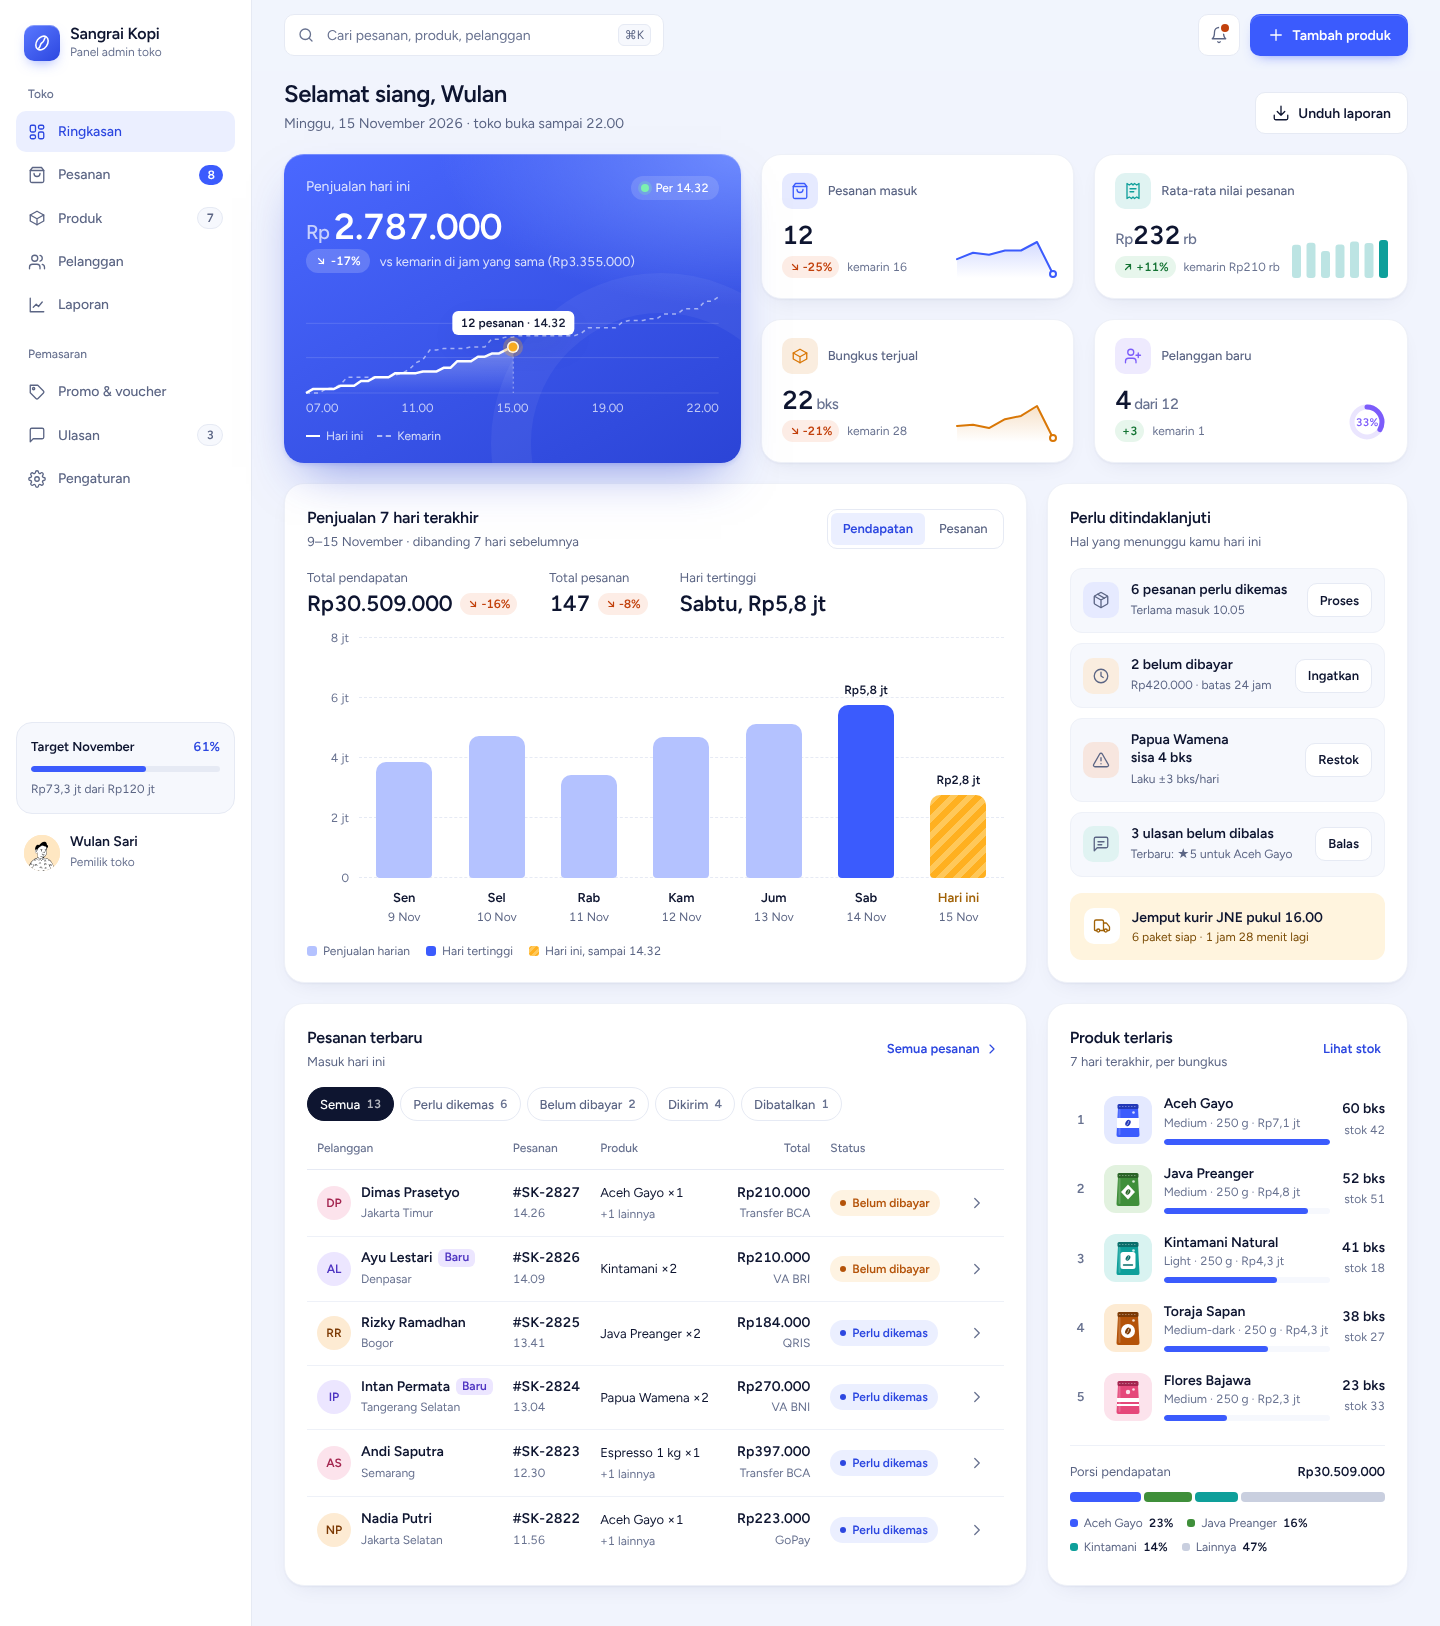 Sangrai Kopi
Panel admin toko
Toko
Ringkasan
Pesanan 8
Produk 7
Pelanggan
Laporan
Pemasaran
Promo & voucher
Ulasan 3
Pengaturan
Target November 61%
Rp73,3 jt dari Rp120 jt
Wulan Sari
Pemilik toko
Cari pesanan, produk, pelanggan ⌘K
Tambah produk
Selamat siang, Wulan
Minggu, 15 November 2026 · toko buka sampai 22.00
Unduh laporan
Penjualan hari ini
Per 14.32
Rp 2.787.000
-17% vs kemarin di jam yang sama (Rp3.355.000)
12 pesanan · 14.32
07.00 11.00 15.00 19.00 22.00
Hari ini Kemarin
Pesanan masuk
12
-25% kemarin 16
Rata-rata nilai pesanan
Rp232 rb
+11% kemarin Rp210 rb
Bungkus terjual
22 bks
-21% kemarin 28
Pelanggan baru
4 dari 12
+3 kemarin 1
33%
Penjualan 7 hari terakhir
9–15 November · dibanding 7 hari sebelumnya
Pendapatan Pesanan
Total pendapatan
Rp30.509.000 -16%
Total pesanan
147 -8%
Hari tertinggi
Sabtu, Rp5,8 jt
8 jt
6 jt
4 jt
2 jt
0
Rp5,8 jt
Rp2,8 jt
Sen Sel Rab Kam Jum Sab Hari ini
9 Nov 10 Nov 11 Nov 12 Nov 13 Nov 14 Nov 15 Nov
Penjualan harian Hari tertinggi Hari ini, sampai 14.32
Perlu ditindaklanjuti
Hal yang menunggu kamu hari ini
6 pesanan perlu dikemas
Terlama masuk 10.05
Proses
2 belum dibayar
Rp420.000 · batas 24 jam
Ingatkan
Papua Wamena
sisa 4 bks
Laku ±3 bks/hari
Restok
3 ulasan belum dibalas
Terbaru: ★5 untuk Aceh Gayo
Balas
Jemput kurir JNE pukul 16.00
6 paket siap · 1 jam 28 menit lagi
Pesanan terbaru
Masuk hari ini
Semua pesanan
Semua 13 Perlu dikemas 6 Belum dibayar 2 Dikirim 4 Dibatalkan 1
Pelanggan Pesanan Produk Total Status
DP Dimas Prasetyo #SK-2827 Aceh Gayo ×1 Rp210.000 Belum dibayar
Jakarta Timur 14.26 +1 lainnya Transfer BCA
AL Ayu Lestari Baru #SK-2826 Kintamani ×2 Rp210.000 Belum dibayar
Denpasar 14.09 VA BRI
RR Rizky Ramadhan #SK-2825 Java Preanger ×2 Rp184.000 Perlu dikemas
Bogor 13.41 QRIS
IP Intan Permata Baru #SK-2824 Papua Wamena ×2 Rp270.000 Perlu dikemas
Tangerang Selatan 13.04 VA BNI
AS Andi Saputra #SK-2823 Espresso 1 kg ×1 Rp397.000 Perlu dikemas
Semarang 12.30 +1 lainnya Transfer BCA
NP Nadia Putri #SK-2822 Aceh Gayo ×1 Rp223.000 Perlu dikemas
Jakarta Selatan 11.56 +1 lainnya GoPay
Produk terlaris
7 hari terakhir, per bungkus
Lihat stok
1 Aceh Gayo 60 bks
Medium · 250 g · Rp7,1 jt stok 42
2 Java Preanger 52 bks
Medium · 250 g · Rp4,8 jt stok 51
3 Kintamani Natural 41 bks
Light · 250 g · Rp4,3 jt stok 18
4 Toraja Sapan 38 bks
Medium-dark · 250 g · Rp4,3 jt stok 27
5 Flores Bajawa 23 bks
Medium · 250 g · Rp2,3 jt stok 33
Porsi pendapatan Rp30.509.000
Aceh Gayo 23% Java Preanger 16%
Kintamani 14% Lainnya 47%